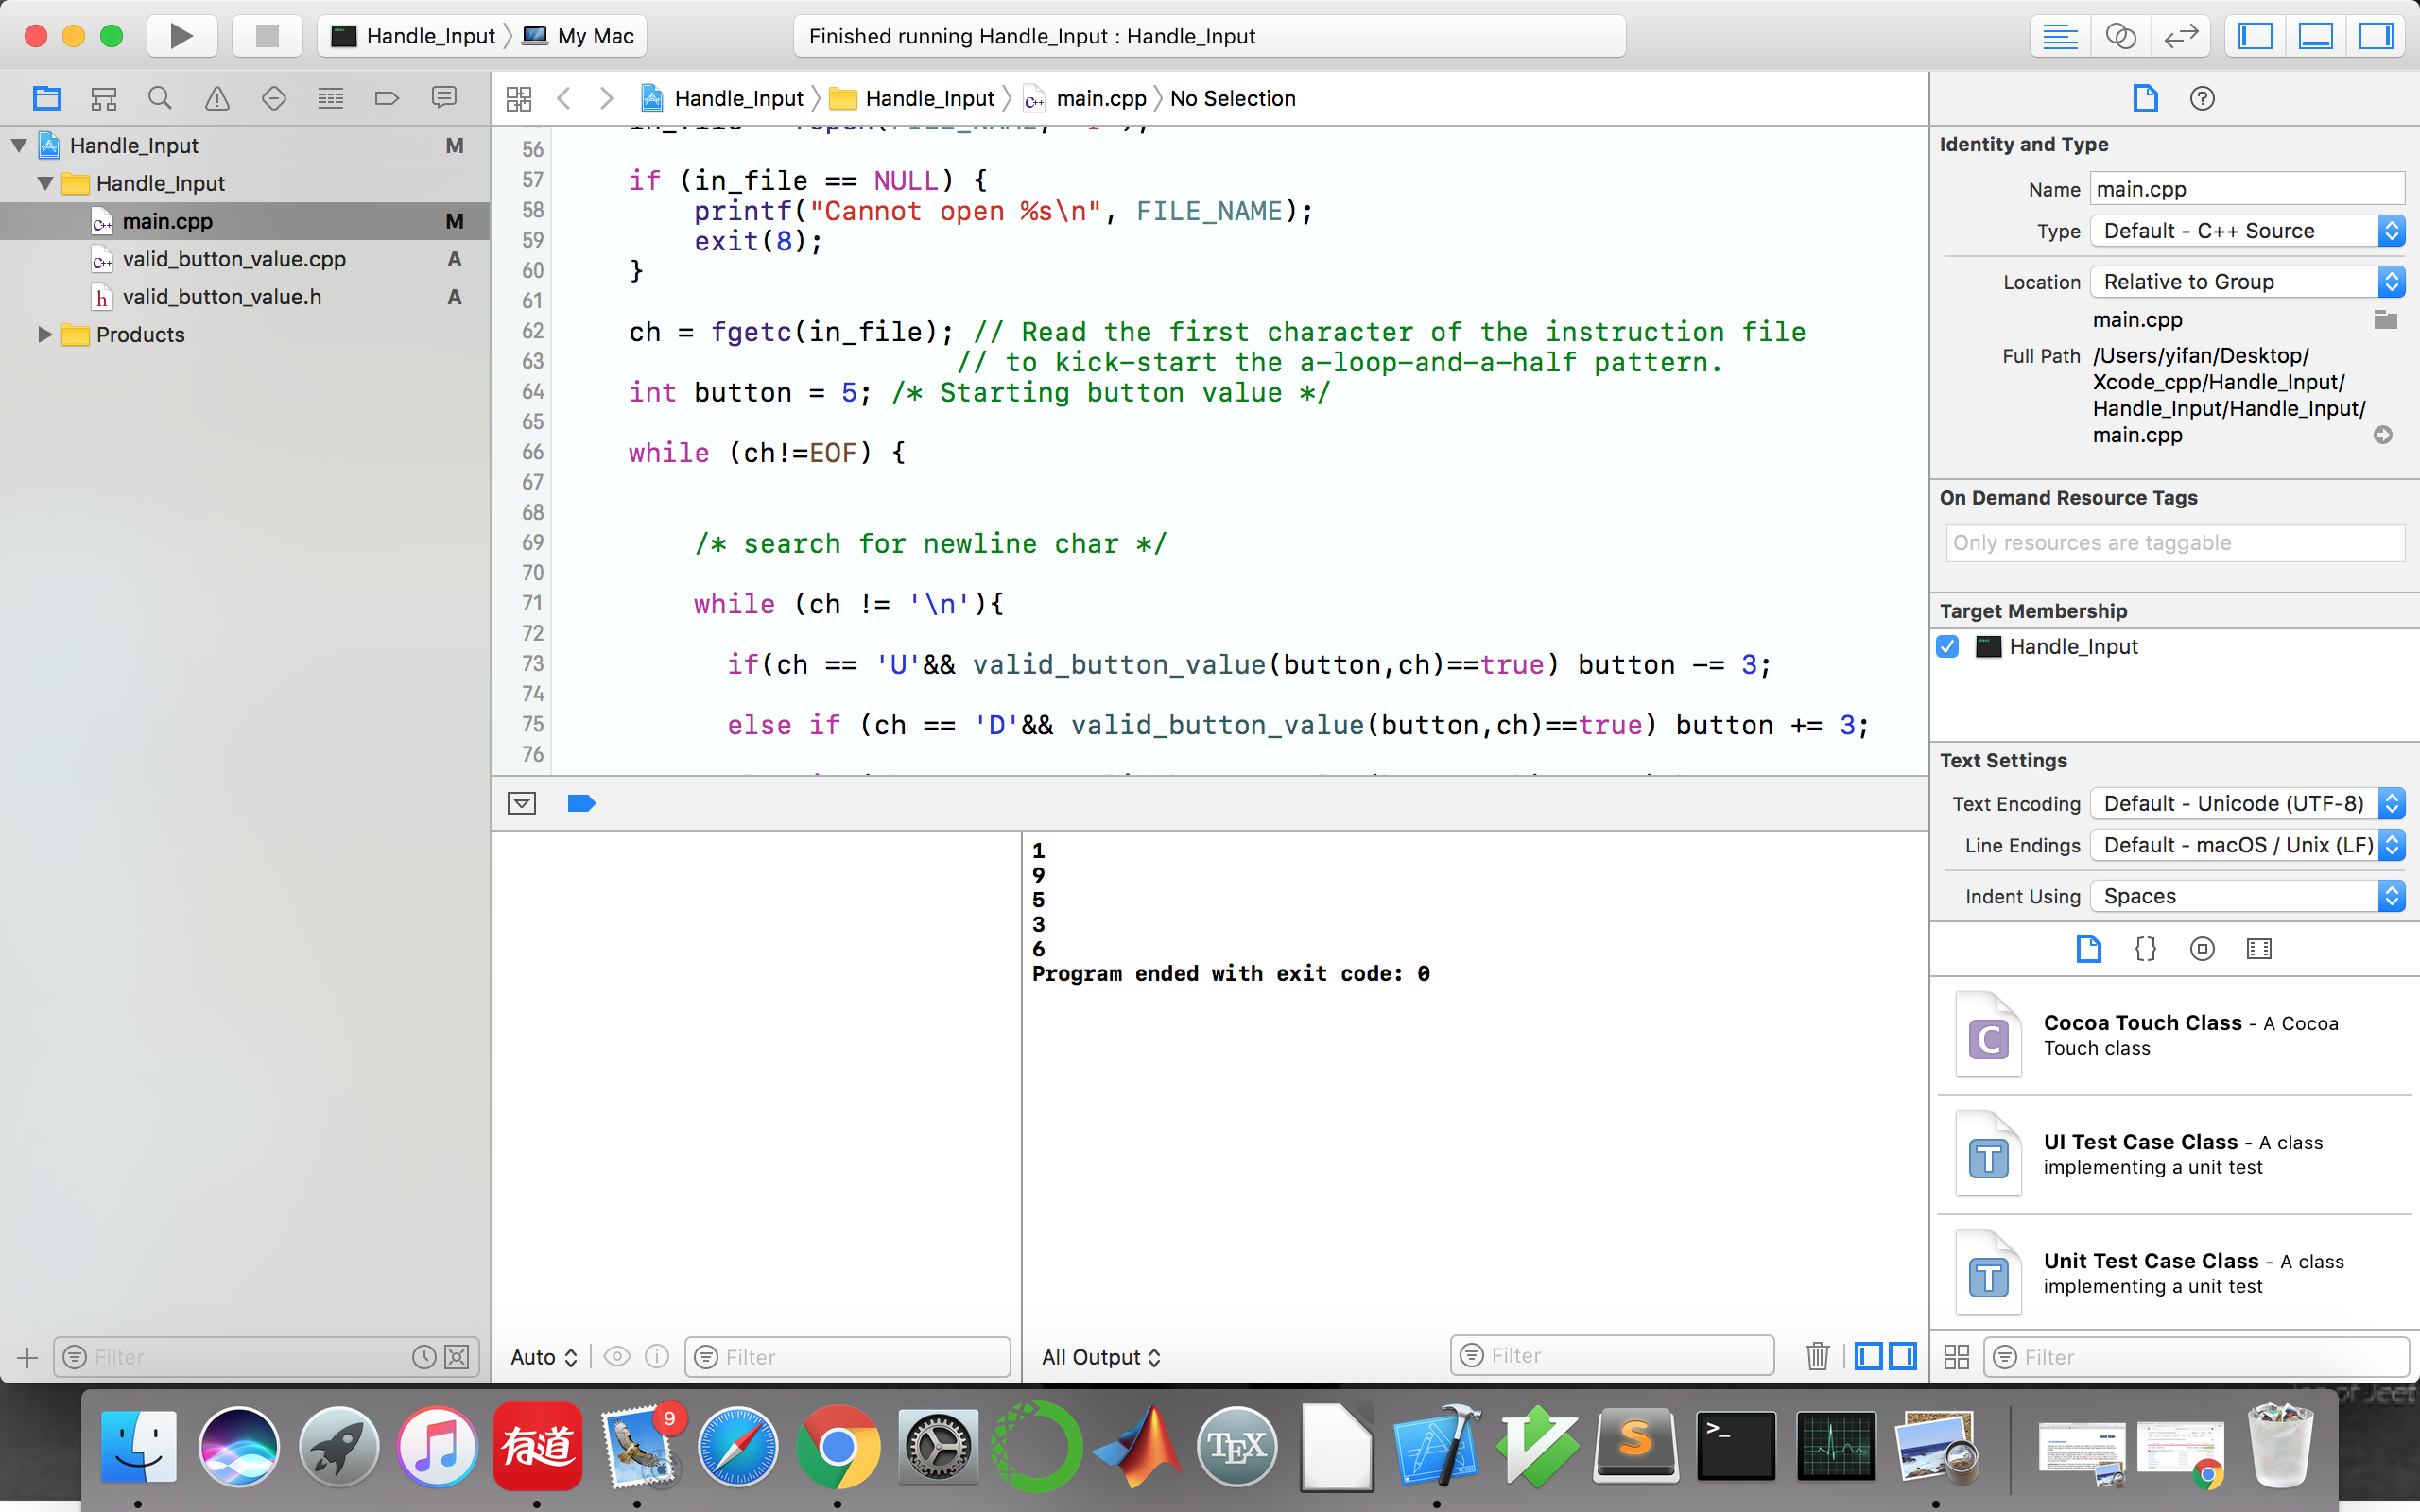 Handle_Input
My Mac
Finished running Handle_Input : Handle_Input
Handle_Input
Handle_Input
main.cpp
No Selection
Handle_Input M
Handle_Input
main.cpp M
valid_button_value.cpp A
valid_button_value.h A
Products
56
57 if (in_file == NULL) {
58 printf("Cannot open %s\n", FILE_NAME);
59 exit(8);
60 }
61
62 ch = fgetc(in_file); // Read the first character of the instruction file
63 // to kick-start the a-loop-and-a-half pattern.
64 int button = 5; /* Starting button value */
65
66 while (ch!=EOF) {
67
68
69 /* search for newline char */
70
71 while (ch != '\n'){
72
73 if(ch == 'U'&& valid_button_value(button,ch)==true) button -= 3;
74
75 else if (ch == 'D'&& valid_button_value(button,ch)==true) button += 3;
76
1
9
5
3
6
Program ended with exit code: 0
Filter
Auto
Filter
All Output
Filter
Identity and Type
Name main.cpp
Type Default - C++ Source
Location Relative to Group
main.cpp
Full Path /Users/yifan/Desktop/
Xcode_cpp/Handle_Input/
Handle_Input/Handle_Input/
main.cpp
On Demand Resource Tags
Only resources are taggable
Target Membership
Handle_Input
Text Settings
Text Encoding Default - Unicode (UTF-8)
Line Endings Default - macOS / Unix (LF)
Indent Using Spaces
C
Cocoa Touch Class - A Cocoa
Touch class
T
UI Test Case Class - A class
implementing a unit test
T
Unit Test Case Class - A class
implementing a unit test
Filter
有道
9
TEX
S
>_